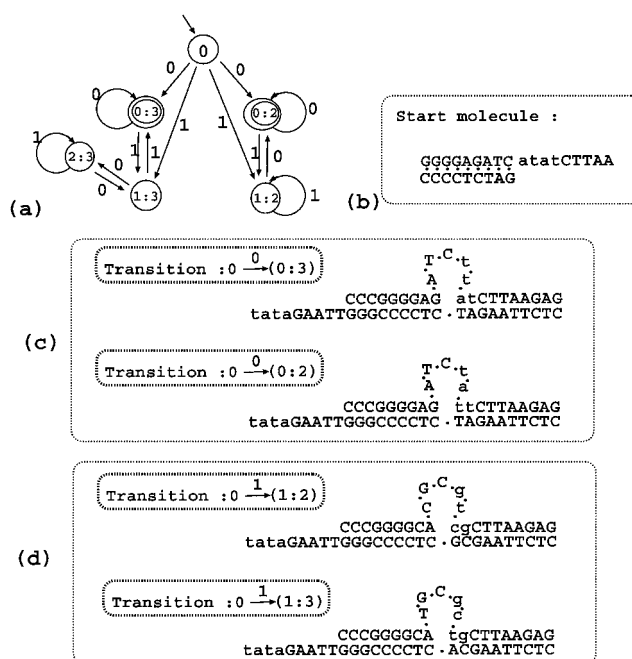 0
0
0
0
0:3
1
1
0:2
0
1
2:3
0
0
1
1
1:3
1
0
1:2
1
(a)
(b)
Start molecule :
GGGGAGATC atatCTTAA
CCCCTCTAG
(c)
Transition :0 0 (0:3)
T C t
A t
CCCGGGGAG atCTTAAGAG
tataGAATTGGGCCCCTC TAGAATTCTC
Transition :0 0 (0:2)
T C t
A a
CCCGGGGAG ttCTTAAGAG
tataGAATTGGGCCCCTC TAGAATTCTC
(d)
Transition :0 1 (1:2)
G C g
C t
CCCGGGGCA cgCTTAAGAG
tataGAATTGGGCCCCTC GCGAATTCTC
Transition :0 1 (1:3)
G C g
T c
CCCGGGGCA tgCTTAAGAG
tataGAATTGGGCCCCTC ACGAATTCTC